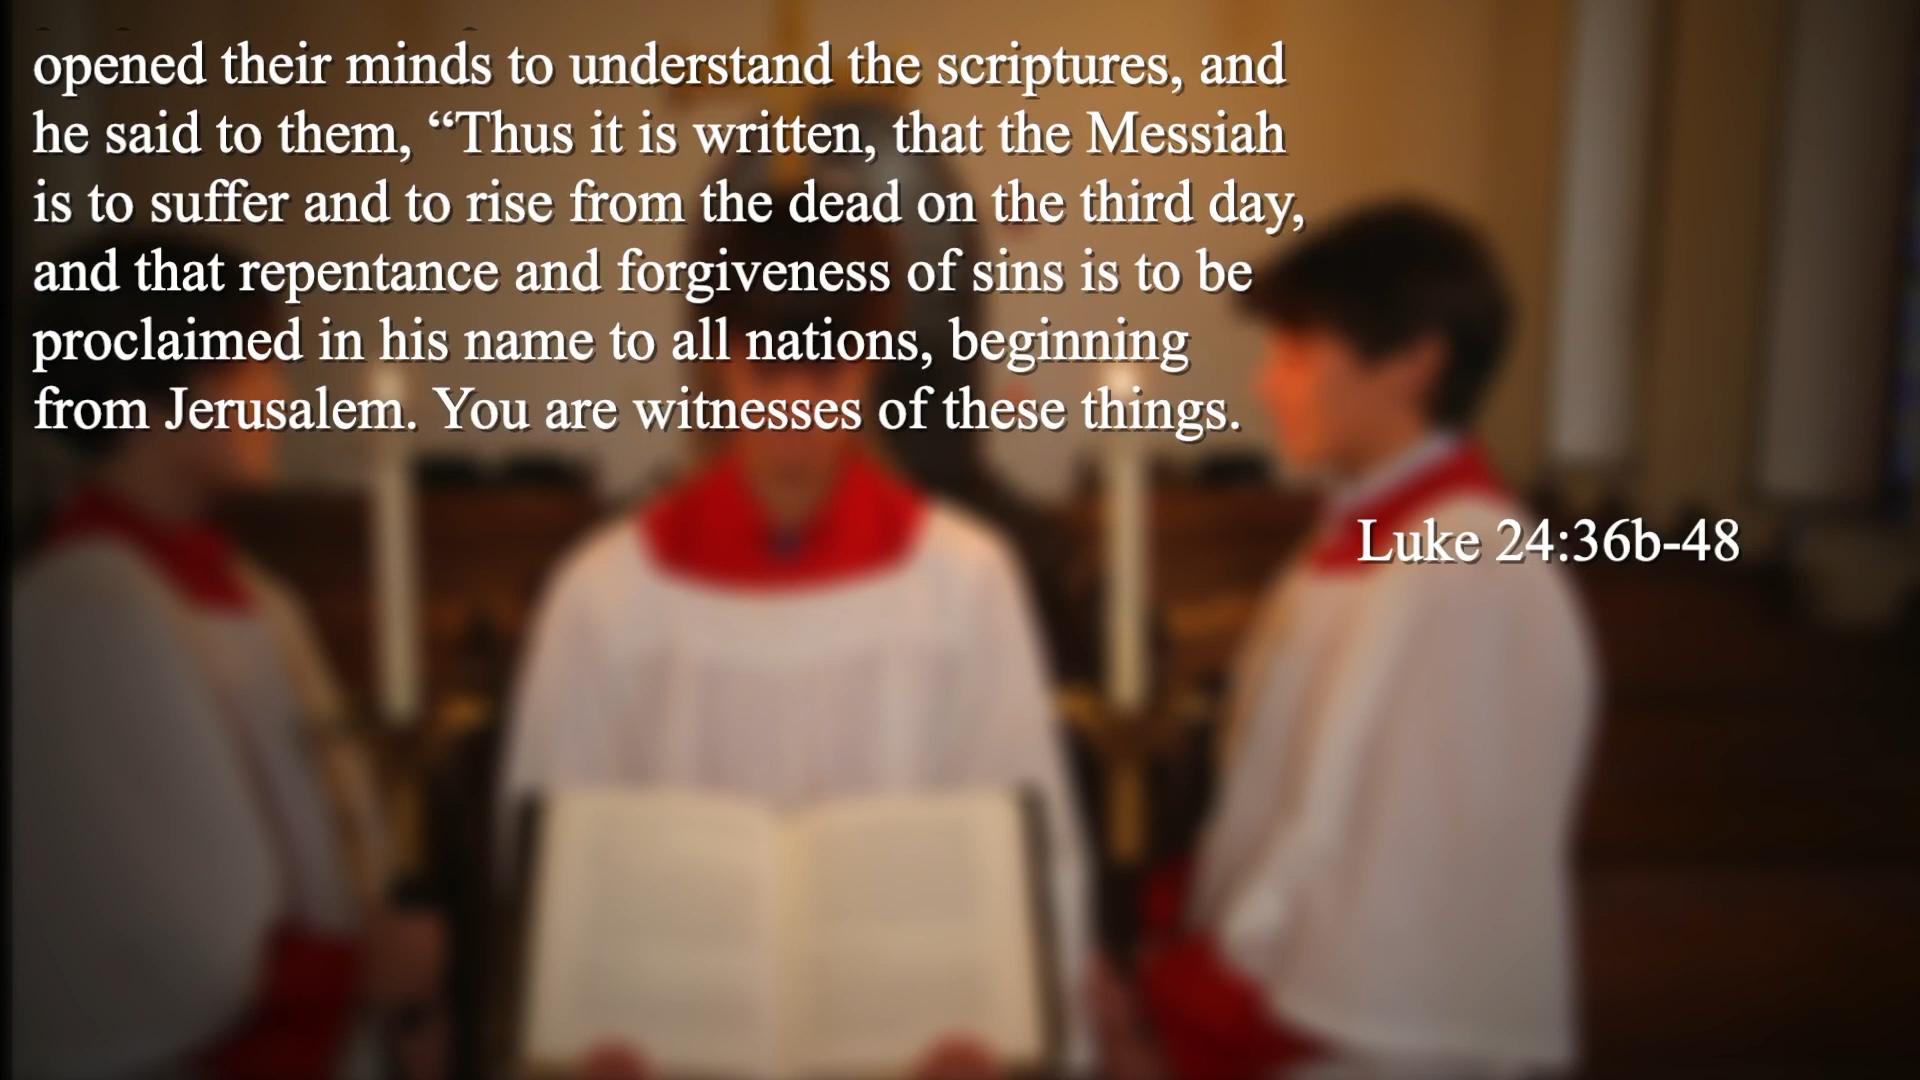 opened their minds to understand the scriptures, and
he said to them, “Thus it is written, that the Messiah
is to suffer and to rise from the dead on the third day,
and that repentance and forgiveness of sins is to be
proclaimed in his name to all nations, beginning
from Jerusalem. You are witnesses of these things.
Luke 24:36b-48